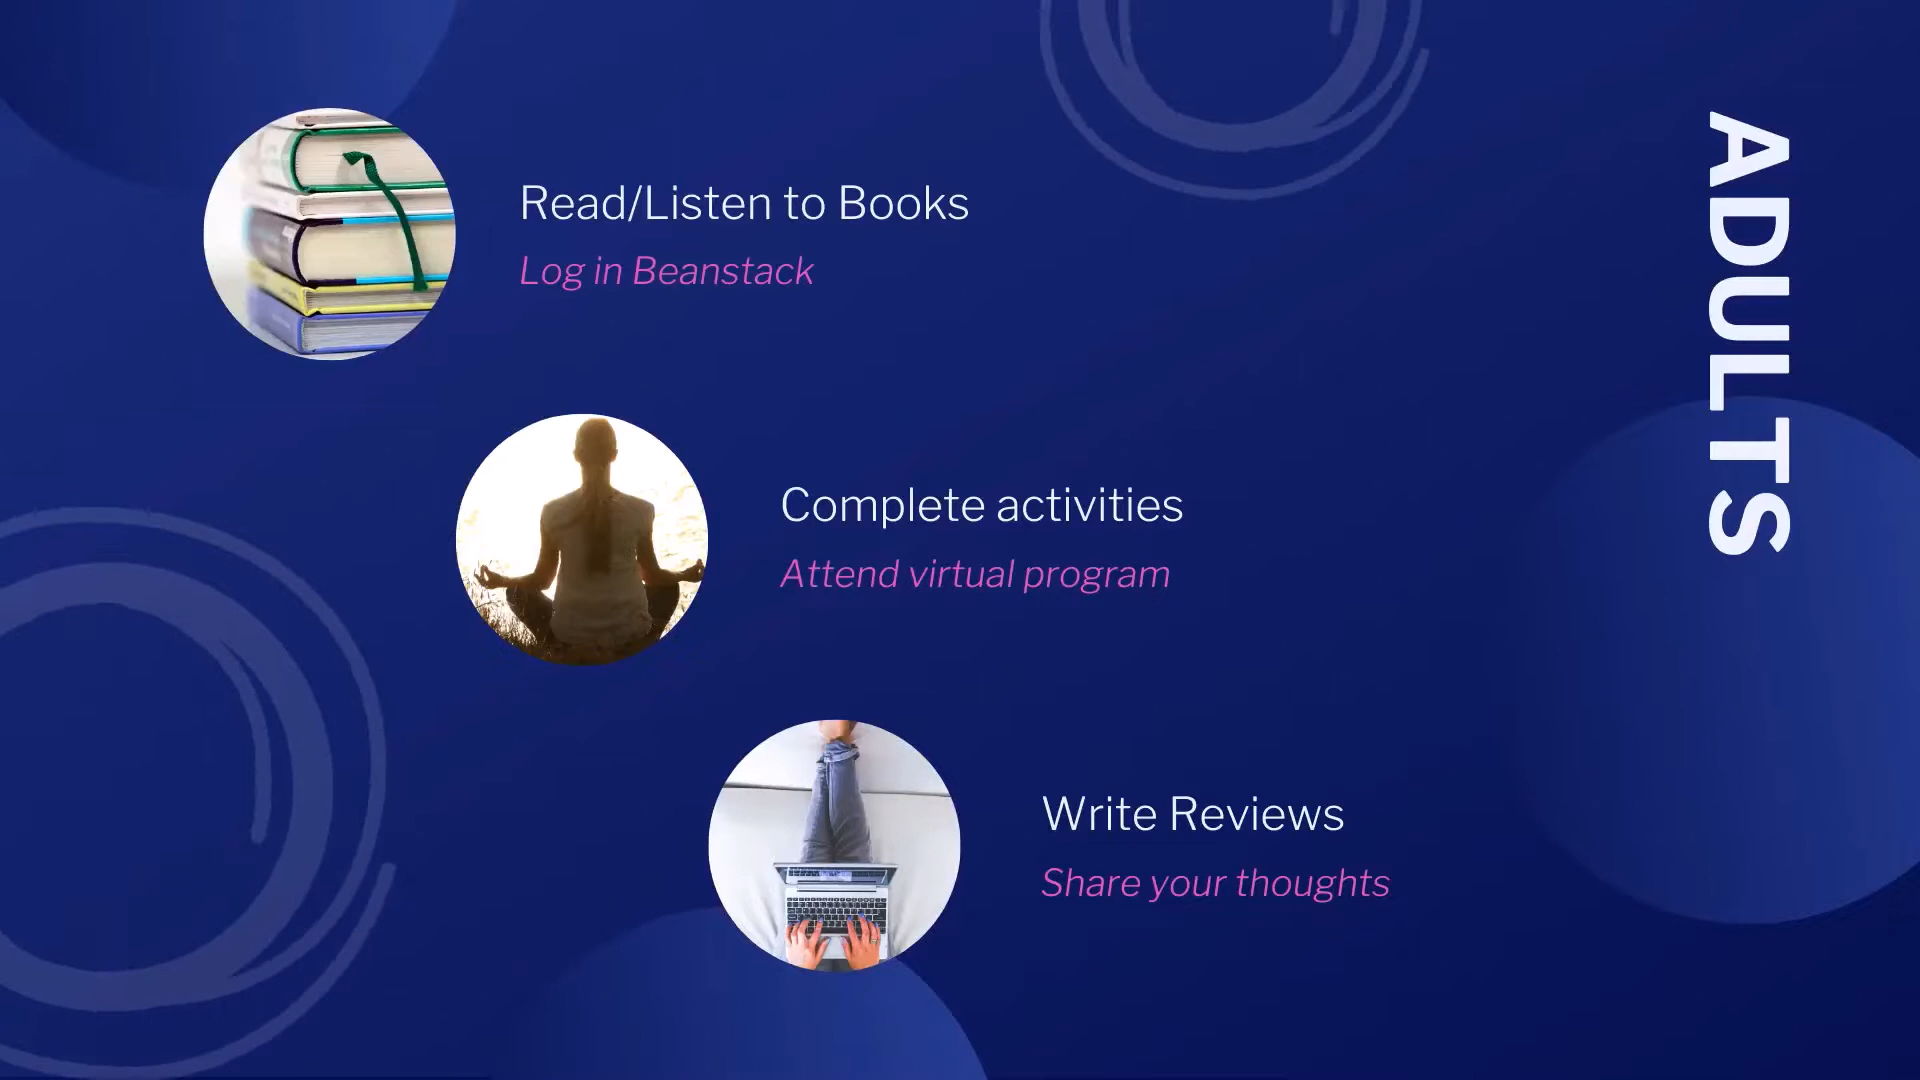 Read/Listen to Books
Log in Beanstack
Complete activities
Attend virtual program
Write Reviews
Share your thoughts
ADULTS